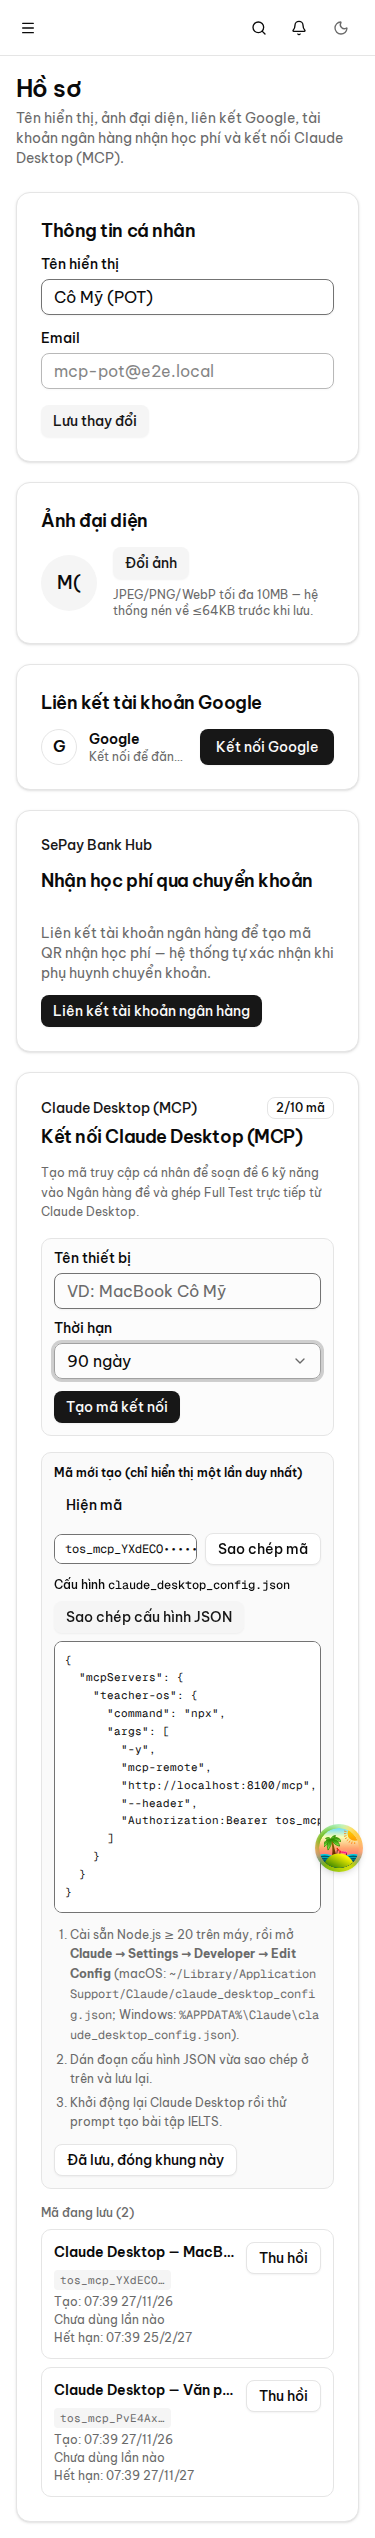 Hồ sơ
Tên hiển thị, ảnh đại diện, liên kết Google, tài
khoản ngân hàng nhận học phí và kết nối Claude
Desktop (MCP).
Thông tin cá nhân
Tên hiển thị
Cô Mỹ (POT)
Email
mcp-pot@e2e.local
Lưu thay đổi
Ảnh đại diện
M(
Đổi ảnh
JPEG/PNG/WebP tối đa 10MB — hệ
thống nén về ≤64KB trước khi lưu.
Liên kết tài khoản Google
G
Google
Kết nối để đăn...
Kết nối Google
SePay Bank Hub
Nhận học phí qua chuyển khoản
Liên kết tài khoản ngân hàng để tạo mã
QR nhận học phí — hệ thống tự xác nhận khi
phụ huynh chuyển khoản.
Liên kết tài khoản ngân hàng
Claude Desktop (MCP)
2/10 mã
Kết nối Claude Desktop (MCP)
Tạo mã truy cập cá nhân để soạn đề 6 kỹ năng
vào Ngân hàng đề và ghép Full Test trực tiếp từ
Claude Desktop.
Tên thiết bị
VD: MacBook Cô Mỹ
Thời hạn
90 ngày
Tạo mã kết nối
Mã mới tạo (chỉ hiển thị một lần duy nhất)
Hiện mã
tos_mcp_YXdECO•••••
Sao chép mã
Cấu hình claude_desktop_config.json
Sao chép cấu hình JSON
{
"mcpServers": {
"teacher-os": {
"command": "npx",
"args": [
"-y",
"mcp-remote",
"http://localhost:8100/mcp",
"--header",
"Authorization:Bearer tos_mcp
]
}
}
}
1. Cài sẵn Node.js ≥ 20 trên máy, rồi mở
Claude → Settings → Developer → Edit
Config (macOS: ~/Library/Application
Support/Claude/claude_desktop_confi
g.json; Windows: %APPDATA%\Claude\cla
ude_desktop_config.json).
2. Dán đoạn cấu hình JSON vừa sao chép ở
trên và lưu lại.
3. Khởi động lại Claude Desktop rồi thử
prompt tạo bài tập IELTS.
Đã lưu, đóng khung này
Mã đang lưu (2)
Claude Desktop — MacB...
Thu hồi
tos_mcp_YXdECO…
Tạo: 07:39 27/11/26
Chưa dùng lần nào
Hết hạn: 07:39 25/2/27
Claude Desktop — Văn p...
Thu hồi
tos_mcp_PvE4Ax…
Tạo: 07:39 27/11/26
Chưa dùng lần nào
Hết hạn: 07:39 27/11/27